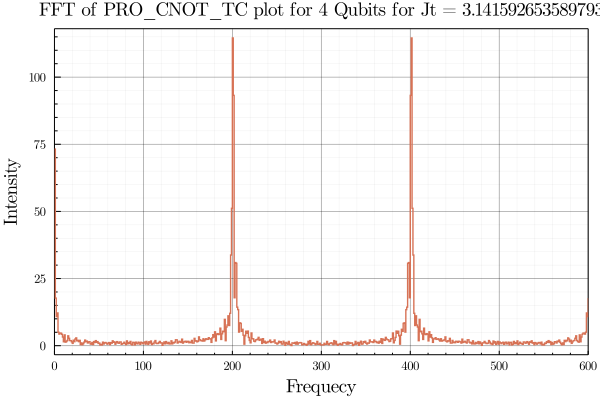 FFT of PRO_CNOT_TC plot for 4 Qubits for Jt = 3.141592653589793
Intensity
100
75
50
25
0
0 100 200 300 400 500 600
Frequecy